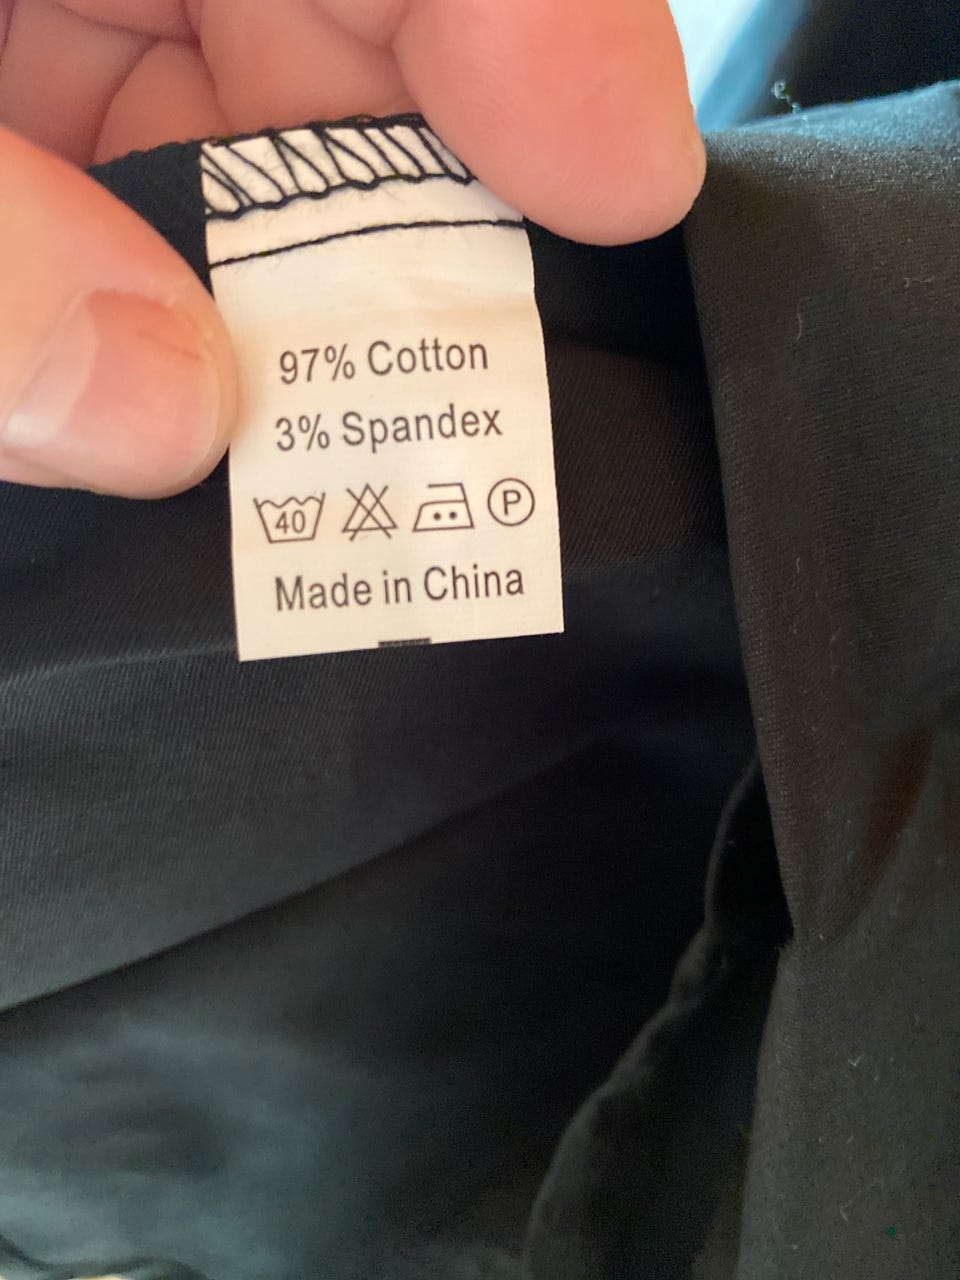 97% Cotton
3% Spandex
40 P
Made in China